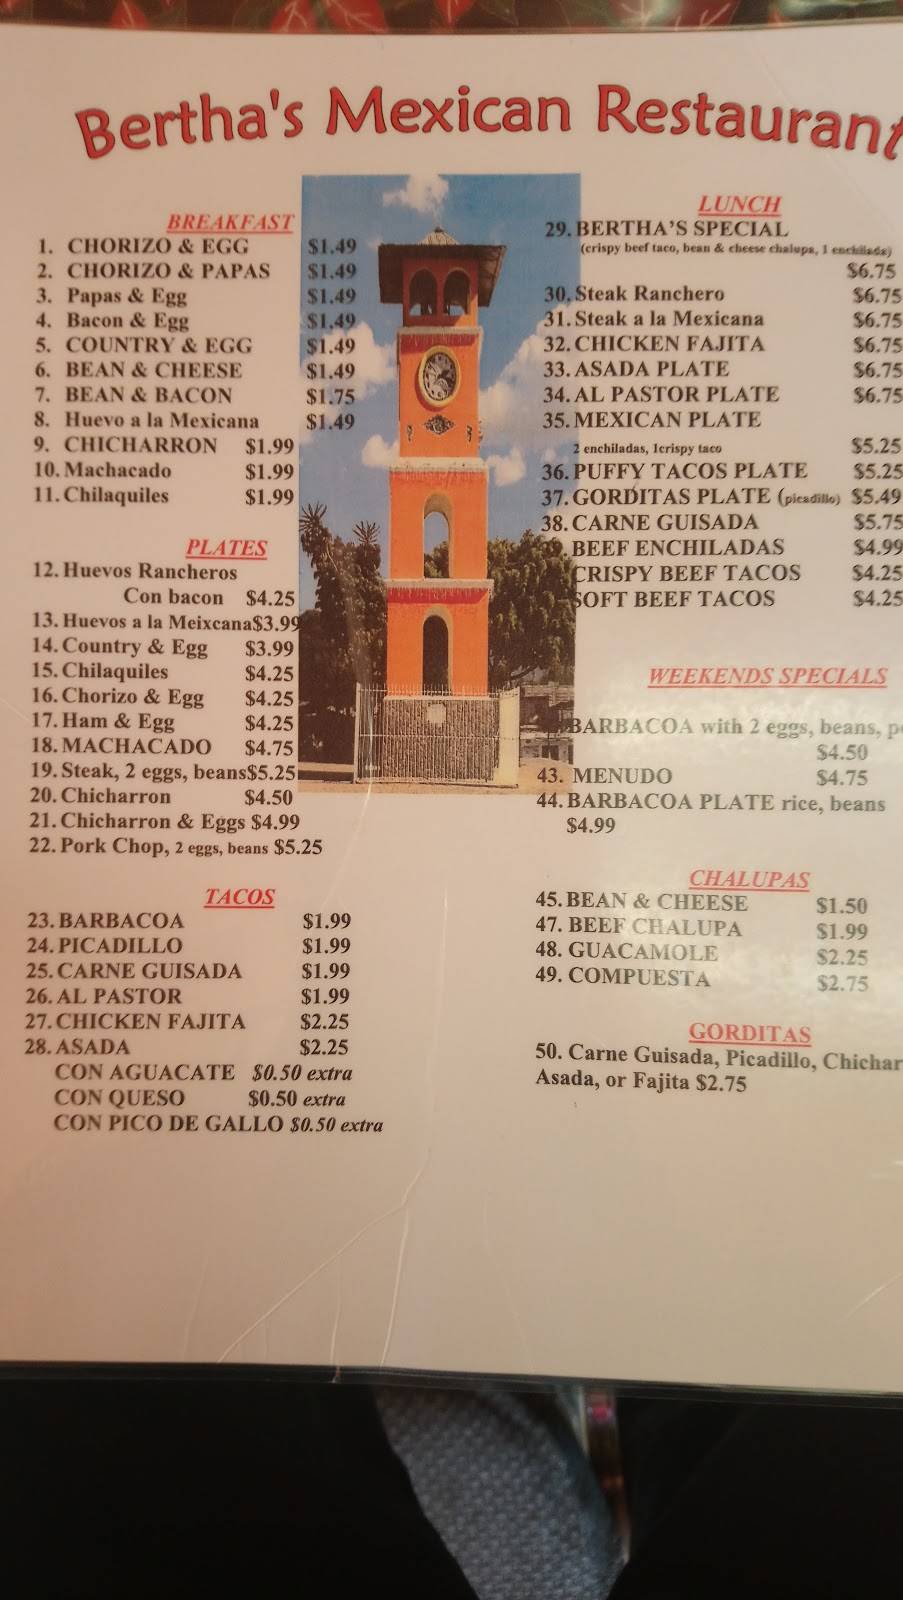 Bertha's Mexican Restaurant
BREAKFAST
1. CHORIZO & EGG $1.49
2. CHORIZO & PAPAS $1.49
3. Papas & Egg $1.49
4. Bacon & Egg $1.49
5. COUNTRY & EGG $1.49
6. BEAN & CHEESE $1.49
7. BEAN & BACON $1.75
8. Huevo a la Mexicana $1.49
9. CHICHARRON $1.99
10. Machacado $1.99
11. Chilaquiles $1.99
PLATES
12. Huevos Rancheros
Con bacon $4.25
13. Huevos a la Meixcana$3.99
14. Country & Egg $3.99
15. Chilaquiles $4.25
16. Chorizo & Egg $4.25
17. Ham & Egg $4.25
18. MACHACADO $4.75
19. Steak, 2 eggs, beans$5.25
20. Chicharron $4.50
21. Chicharron & Eggs $4.99
22. Pork Chop, 2 eggs, beans $5.25
TACOS
23. BARBACOA $1.99
24. PICADILLO $1.99
25. CARNE GUISADA $1.99
26. AL PASTOR $1.99
27. CHICKEN FAJITA $2.25
28. ASADA $2.25
CON AGUACATE $0.50 extra
CON QUESO $0.50 extra
CON PICO DE GALLO $0.50 extra
LUNCH
29. BERTHA'S SPECIAL
(crispy beef taco, bean & cheese chalupa, 1 enchilada)
$6.75
30. Steak Ranchero $6.75
31. Steak a la Mexicana $6.75
32. CHICKEN FAJITA $6.75
33. ASADA PLATE $6.75
34. AL PASTOR PLATE $6.75
35. MEXICAN PLATE
2 enchiladas, 1crispy taco $5.25
36. PUFFY TACOS PLATE $5.25
37. GORDITAS PLATE (picadillo) $5.49
38. CARNE GUISADA $5.75
BEEF ENCHILADAS $4.99
CRISPY BEEF TACOS $4.25
SOFT BEEF TACOS $4.25
WEEKENDS SPECIALS
BARBACOA with 2 eggs, beans,
$4.50
43. MENUDO $4.75
44. BARBACOA PLATE rice, beans
$4.99
CHALUPAS
45. BEAN & CHEESE $1.50
47. BEEF CHALUPA $1.99
48. GUACAMOLE $2.25
49. COMPUESTA $2.75
GORDITAS
50. Carne Guisada, Picadillo, Chichar
Asada, or Fajita $2.75